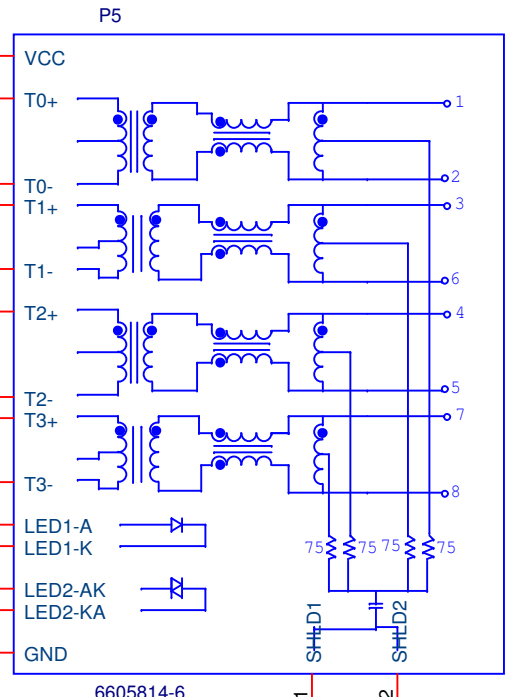 P5
VCC
T0+
1
T0-
2
T1+
3
T1-
6
T2+
4
T2-
5
T3+
7
T3-
8
LED1-A
LED1-K
75 75 75 75
LED2-AK
LED2-KA
SHLD1 SHLD2
GND
6605814-6
1 2